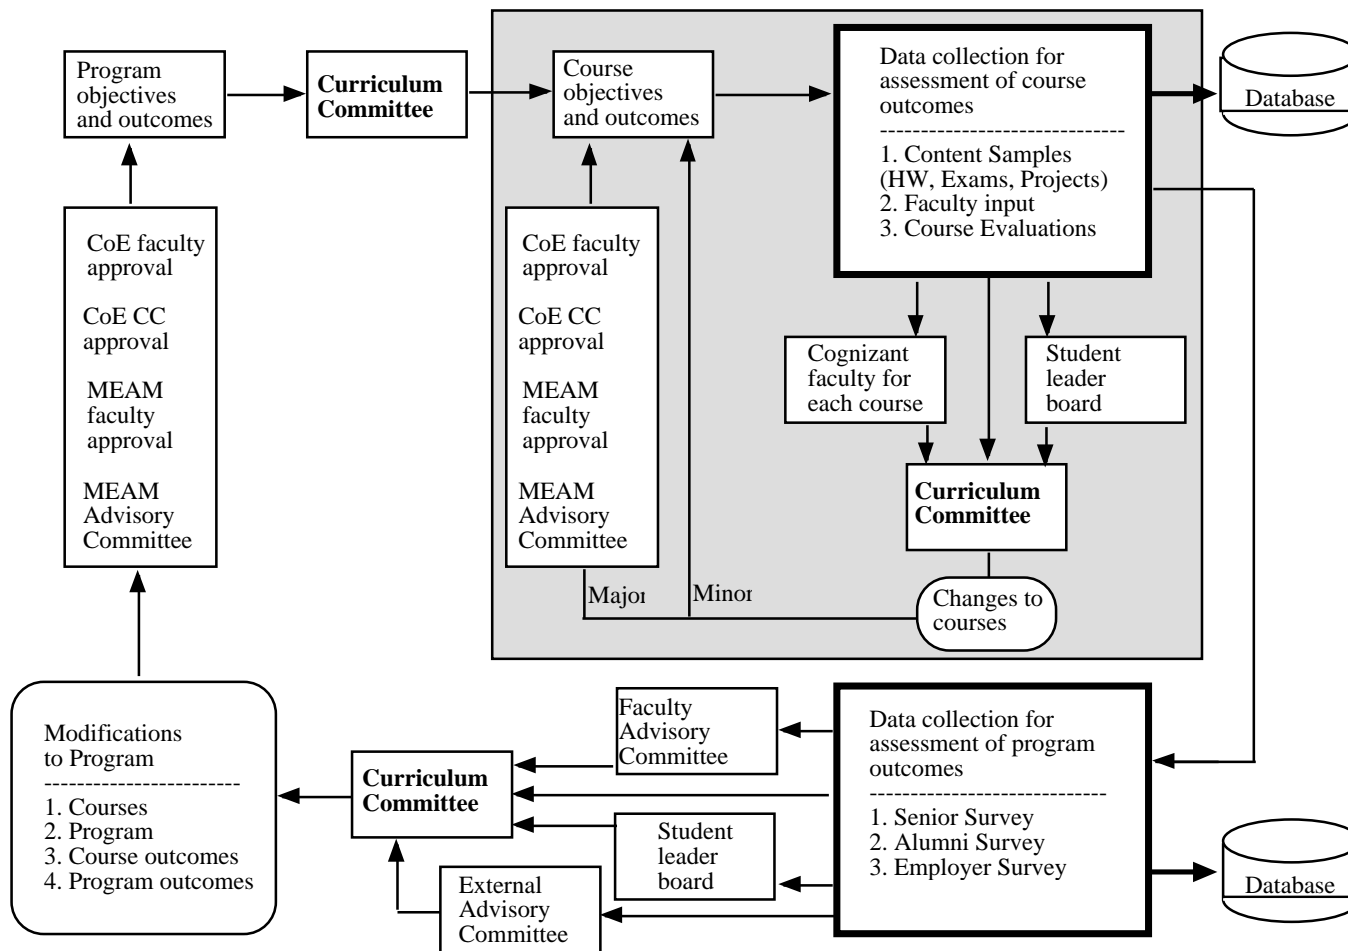 Program
objectives
and outcomes
Curriculum
Committee
Course
objectives
and outcomes
Data collection for
assessment of course
outcomes
------------------------------
1. Content Samples
(HW, Exams, Projects)
2. Faculty input
3. Course Evaluations
Database
CoE faculty
approval
CoE CC
approval
MEAM
faculty
approval
MEAM
Advisory
Committee
CoE faculty
approval
CoE CC
approval
MEAM
faculty
approval
MEAM
Advisory
Committee
Cognizant
faculty for
each course
Student
leader
board
Curriculum
Committee
Major
Minor
Changes to
courses
Modifications
to Program
-------------------------
1. Courses
2. Program
3. Course outcomes
4. Program outcomes
Curriculum
Committee
Faculty
Advisory
Committee
Student
leader
board
External
Advisory
Committee
Data collection for
assessment of program
outcomes
-----------------------------
1. Senior Survey
2. Alumni Survey
3. Employer Survey
Database